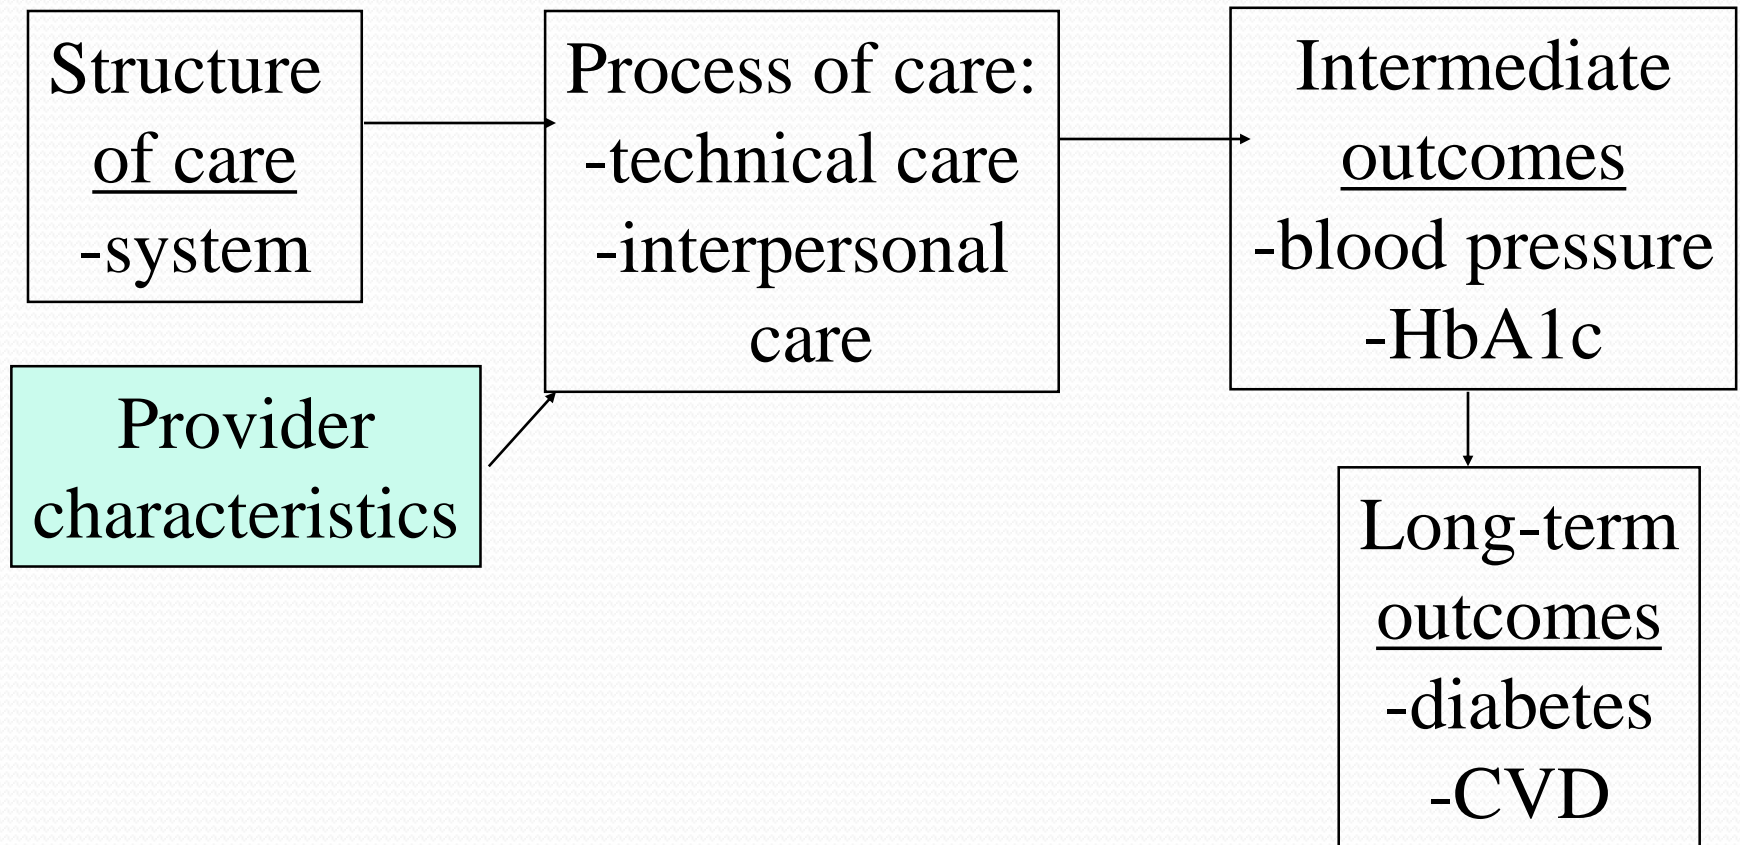 Structure
of care
-system
Process of care:
-technical care
-interpersonal
care
Intermediate
outcomes
-blood pressure
-HbA1c
Provider
characteristics
Long-term
outcomes
-diabetes
-CVD